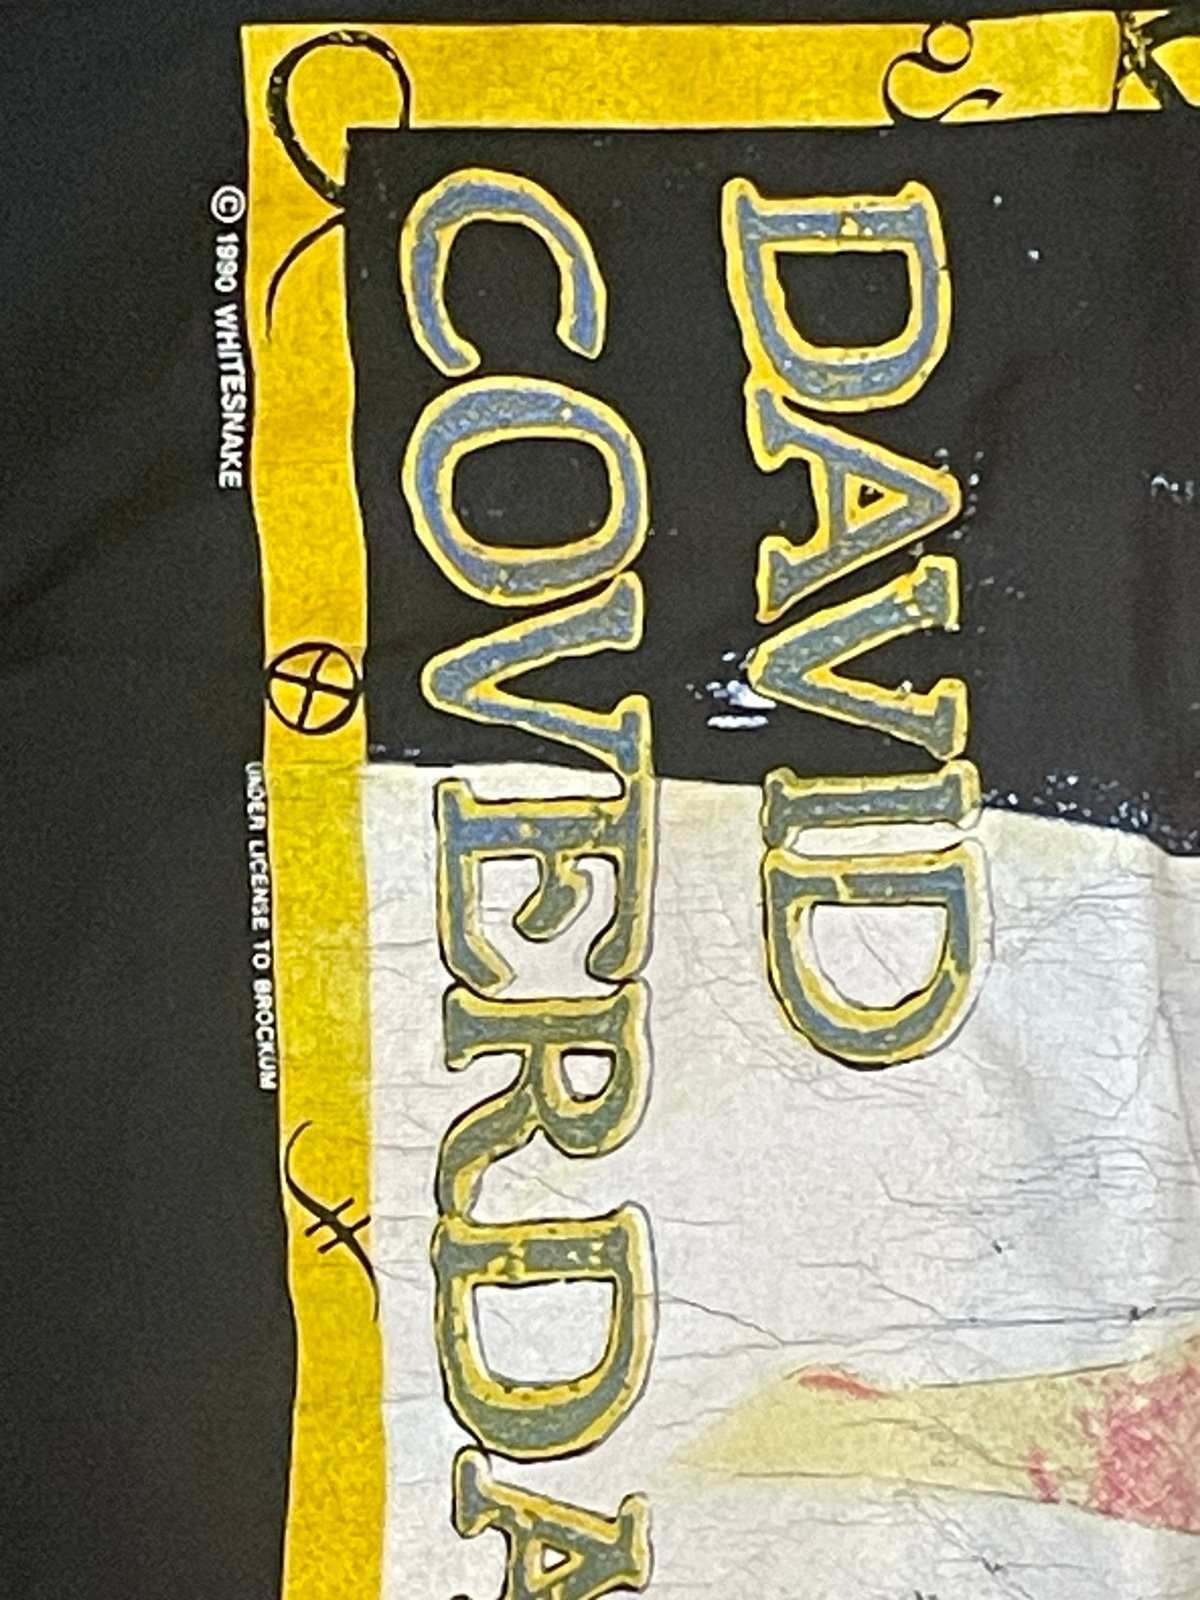 DAVID
COVERDA
© 1990 WHITESNAKE
UNDER LICENSE TO BROCKUM